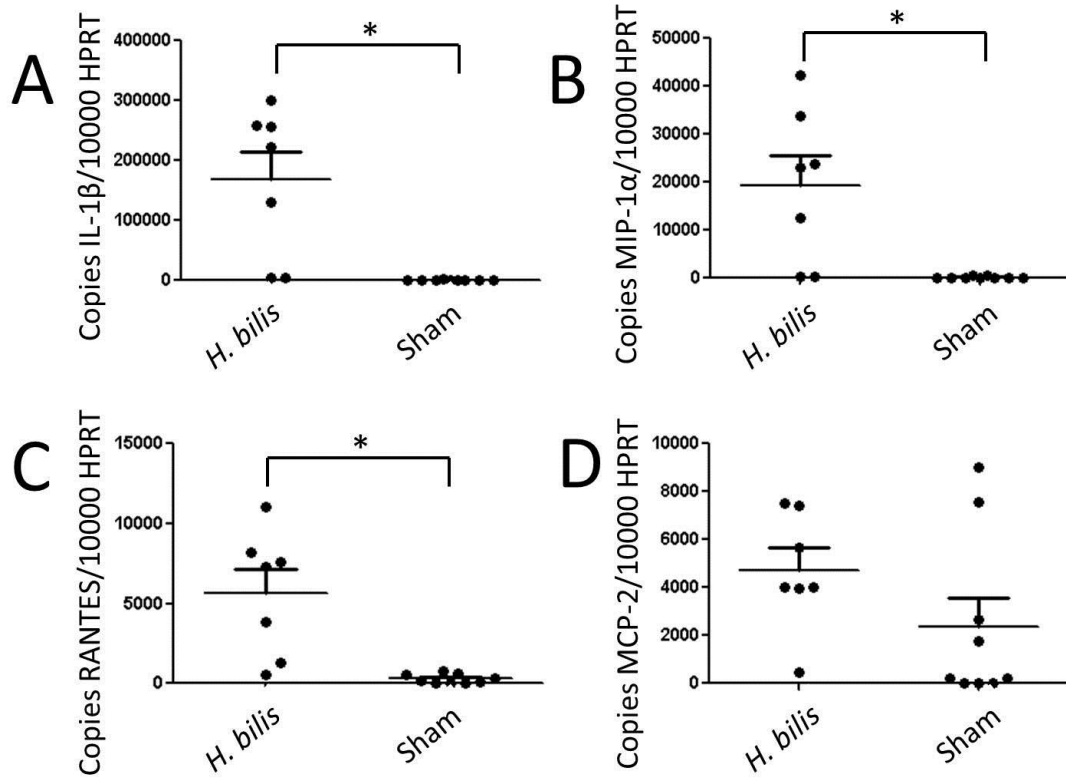 A
Copies IL-1β/10000 HPRT
400000
300000
200000
100000
0
*
H. bilis
Sham
B
Copies MIP-1α/10000 HPRT
50000
40000
30000
20000
10000
0
*
H. bilis
Sham
C
Copies RANTES/10000 HPRT
15000
10000
5000
0
*
H. bilis
Sham
D
Copies MCP-2/10000 HPRT
10000
8000
6000
4000
2000
0
H. bilis
Sham